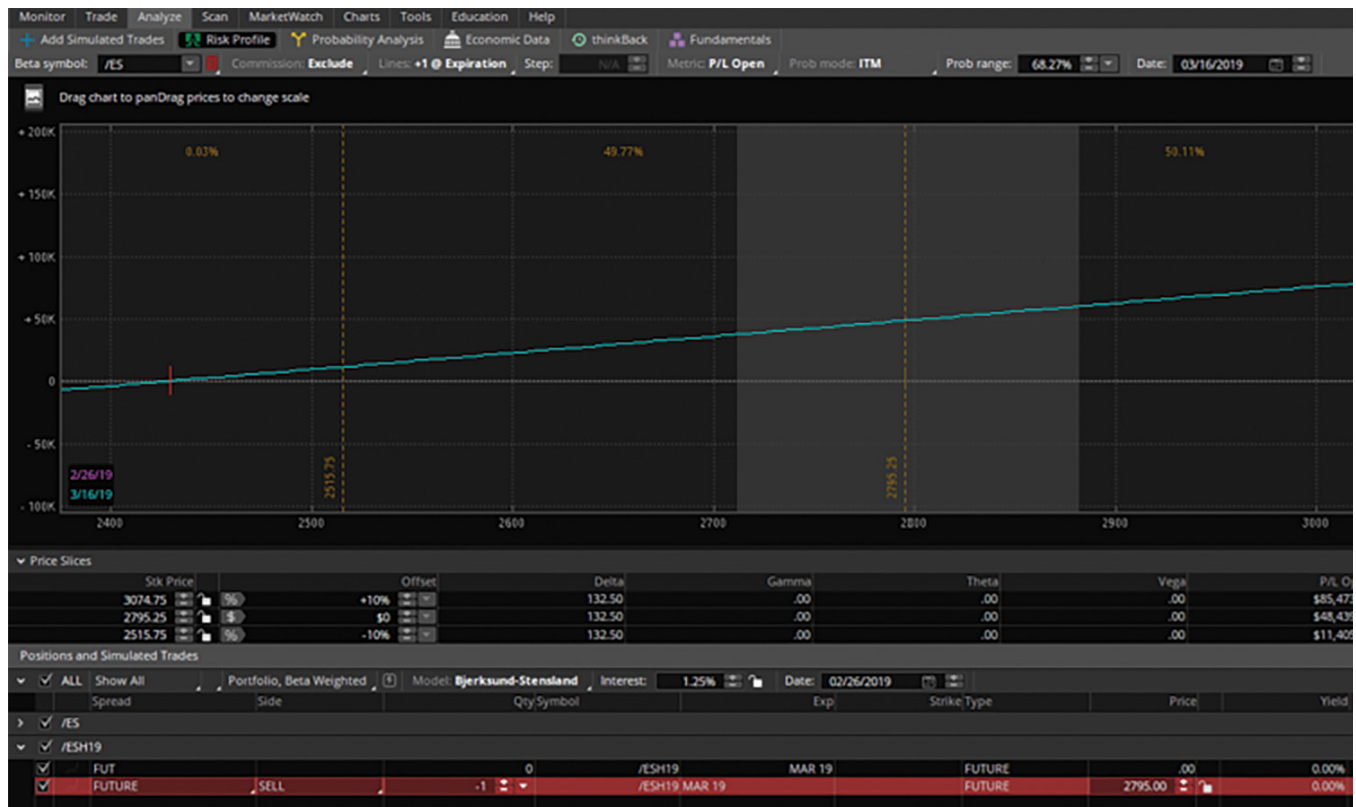 Monitor Trade Analyze Scan MarketWatch Charts Tools Education Help
Add Simulated Trades Risk Profile Probability Analysis Economic Data thinkBack Fundamentals
Beta symbol: /ES Commission: Exclude Lines: +1 @ Expiration Step: N/A Metric: P/L Open Prob mode: ITM Prob range: 68.27% Date: 03/16/2019
Drag chart to panDrag prices to change scale
+ 200K
0.03% 49.77% 50.11%
+ 150K
+ 100K
+ 50K
0
- 50K
2515.75 2795.25
2/26/19
3/16/19
- 100K
2400 2500 2600 2700 2800 2900 3000
Price Slices
Stk Price Offset Delta Gamma Theta Vega P/L Op
3074.75 % +10% 132.50 .00 .00 .00 $85,473
2795.25 $ $0 132.50 .00 .00 .00 $48,439
2515.75 % -10% 132.50 .00 .00 .00 $11,405
Positions and Simulated Trades
ALL Show All Portfolio, Beta Weighted Model: Bjerksund-Stensland Interest: 1.25% Date: 02/26/2019
Spread Side Qty Symbol Exp Strike Type Price Yield
/ES
/ESH19
FUT 0 /ESH19 MAR 19 FUTURE .00 0.00%
FUTURE SELL -1 /ESH19 MAR 19 FUTURE 2795.00 0.00%